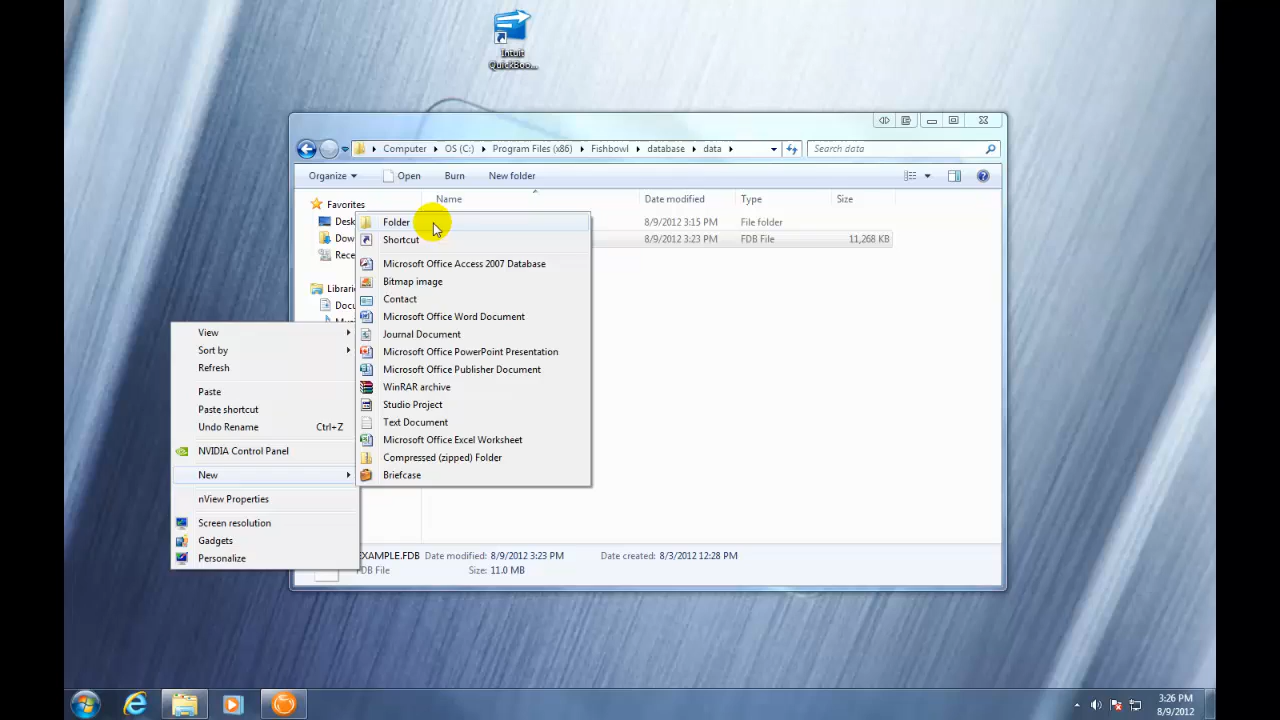 Intuit
QuickBoo...
Computer
OS (C:)
Program Files (x86)
Fishbowl
database
data
Search data
Organize
Open
Burn
New folder
Name
Date modified
Type
Size
Favorites
Desk
Dow
Rece
Librarie
Docu
8/9/2012 3:15 PM
File folder
8/9/2012 3:23 PM
FDB File
11,268 KB
Folder
Shortcut
Microsoft Office Access 2007 Database
Bitmap image
Contact
Microsoft Office Word Document
Journal Document
Microsoft Office PowerPoint Presentation
Microsoft Office Publisher Document
WinRAR archive
Studio Project
Text Document
Microsoft Office Excel Worksheet
Compressed (zipped) Folder
Briefcase
View
Sort by
Refresh
Paste
Paste shortcut
Undo Rename Ctrl+Z
NVIDIA Control Panel
New
nView Properties
Screen resolution
Gadgets
Personalize
XAMPLE.FDB Date modified: 8/9/2012 3:23 PM Date created: 8/3/2012 12:28 PM
FDB File Size: 11.0 MB
3:26 PM
8/9/2012